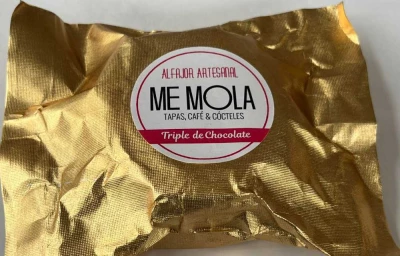 ALFAJOR ARTESANAL
ME MOLA
TAPAS, CAFÉ & CÓCTELES
Triple de Chocolate